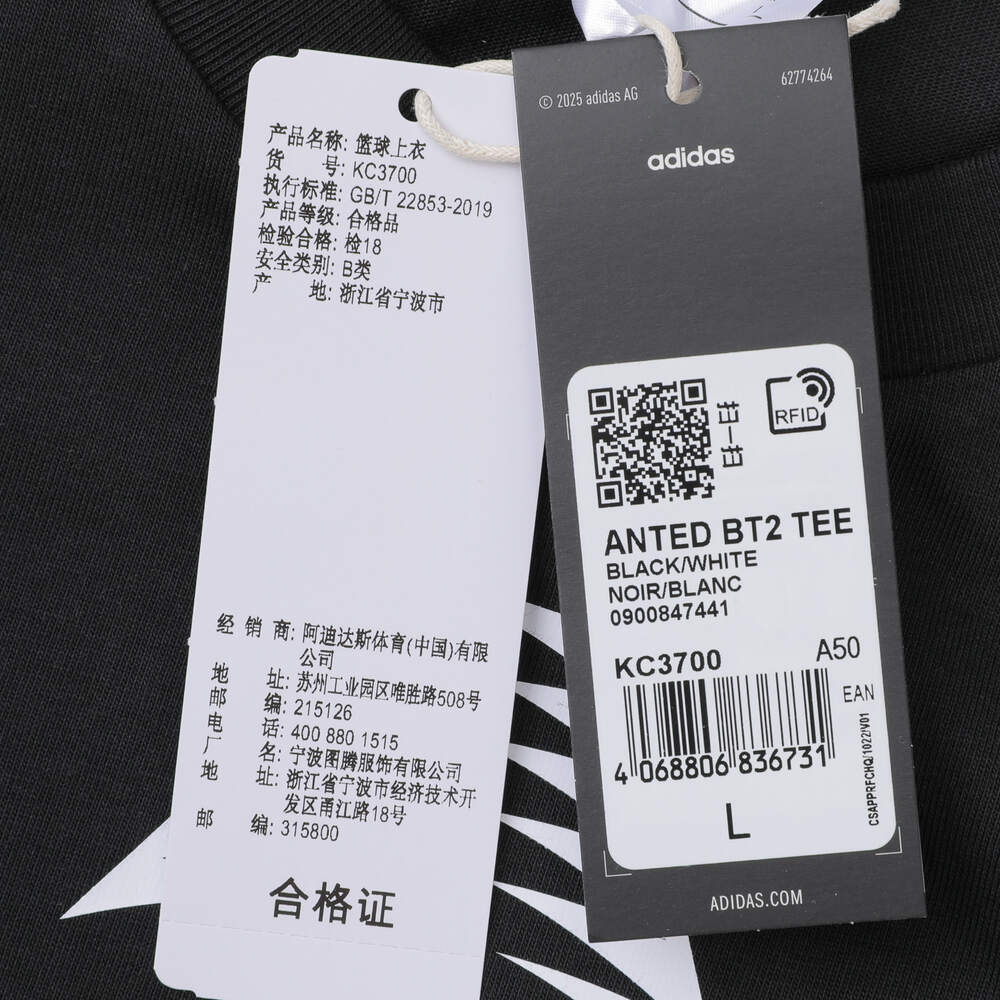 产品名称: 篮球上衣
货 号: KC3700
执行标准: GB/T 22853-2019
产品等级: 合格品
检验合格: 检18
安全类别: B类
产 地: 浙江省宁波市
经 销 商: 阿迪达斯体育(中国)有限
公司
地 址: 苏州工业园区唯胜路508号
邮 编: 215126
电 话: 400 880 1515
厂 名: 宁波图腾服饰有限公司
地 址: 浙江省宁波市经济技术开
发区甬江路18号
邮 编: 315800
合格证
© 2025 adidas AG
62774264
adidas
扫一扫
RFID
ANTED BT2 TEE
BLACK/WHITE
NOIR/BLANC
0900847441
KC3700 A50
EAN
4 068806 836731
CSAPPRFCHQ/1022/V01
L
ADIDAS.COM